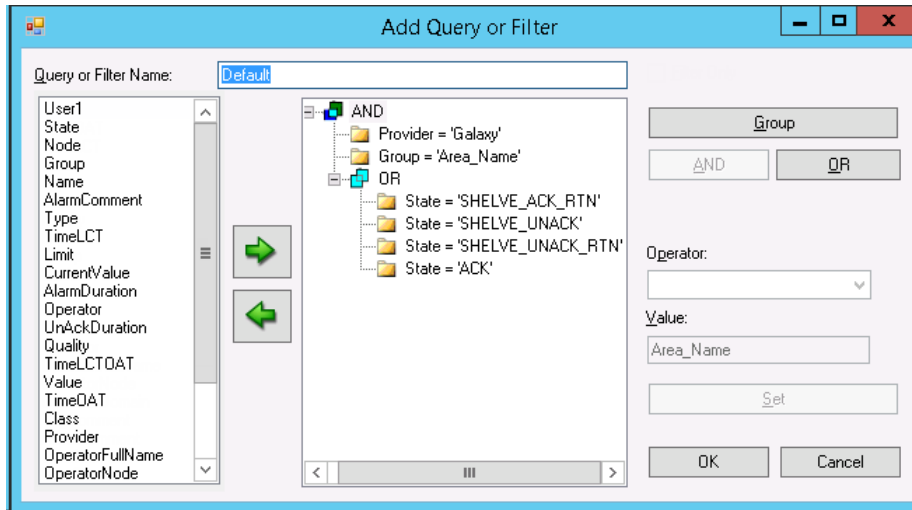 Add Query or Filter
Query or Filter Name:
Default
User1
State
Node
Group
Name
AlarmComment
Type
TimeLCT
Limit
CurrentValue
AlarmDuration
Operator
UnAckDuration
Quality
TimeLCTOAT
Value
TimeOAT
Class
Provider
OperatorFullName
OperatorNode
AND
Provider = 'Galaxy'
Group = 'Area_Name'
OR
State = 'SHELVE_ACK_RTN'
State = 'SHELVE_UNACK'
State = 'SHELVE_UNACK_RTN'
State = 'ACK'
Group
AND
OR
Operator:
Value:
Area_Name
Set
OK
Cancel